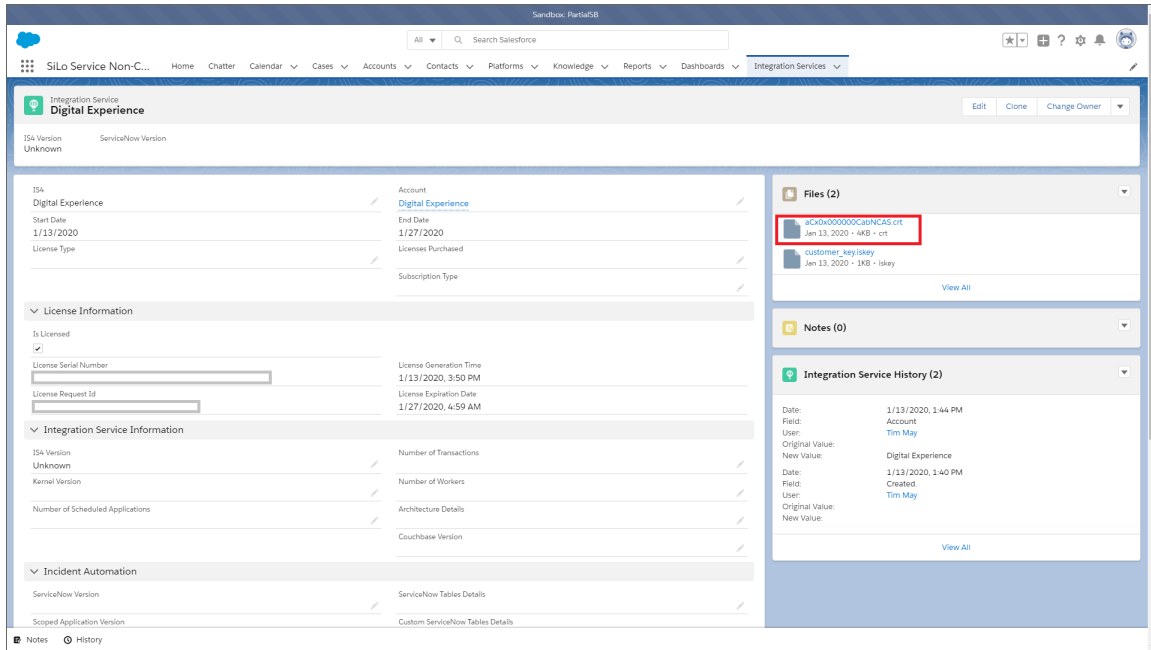 Sandbox: PartialSB
All
Search Salesforce
SiLo Service Non-C...
Home
Chatter
Calendar
Cases
Accounts
Contacts
Platforms
Knowledge
Reports
Dashboards
Integration Services
Integration Service
Digital Experience
Edit
Clone
Change Owner
IS4 Version
ServiceNow Version
Unknown
IS4
Digital Experience
Account
Digital Experience
Start Date
1/13/2020
End Date
1/27/2020
License Type
Licenses Purchased
Subscription Type
License Information
Is Licensed
License Serial Number
License Generation Time
1/13/2020, 3:50 PM
License Request Id
License Expiration Date
1/27/2020, 4:59 AM
Integration Service Information
IS4 Version
Unknown
Number of Transactions
Kernel Version
Number of Workers
Number of Scheduled Applications
Architecture Details
Couchbase Version
Incident Automation
ServiceNow Version
ServiceNow Tables Details
Scoped Application Version
Custom ServiceNow Tables Details
Files (2)
aCx0x000000CabNCAS.crt
Jan 13, 2020 • 4KB • crt
customer_key.iskey
Jan 13, 2020 • 1KB • iskey
View All
Notes (0)
Integration Service History (2)
Date: 1/13/2020, 1:44 PM
Field: Account
User: Tim May
Original Value:
New Value: Digital Experience
Date: 1/13/2020, 1:40 PM
Field: Created.
User: Tim May
Original Value:
New Value:
View All
Notes
History